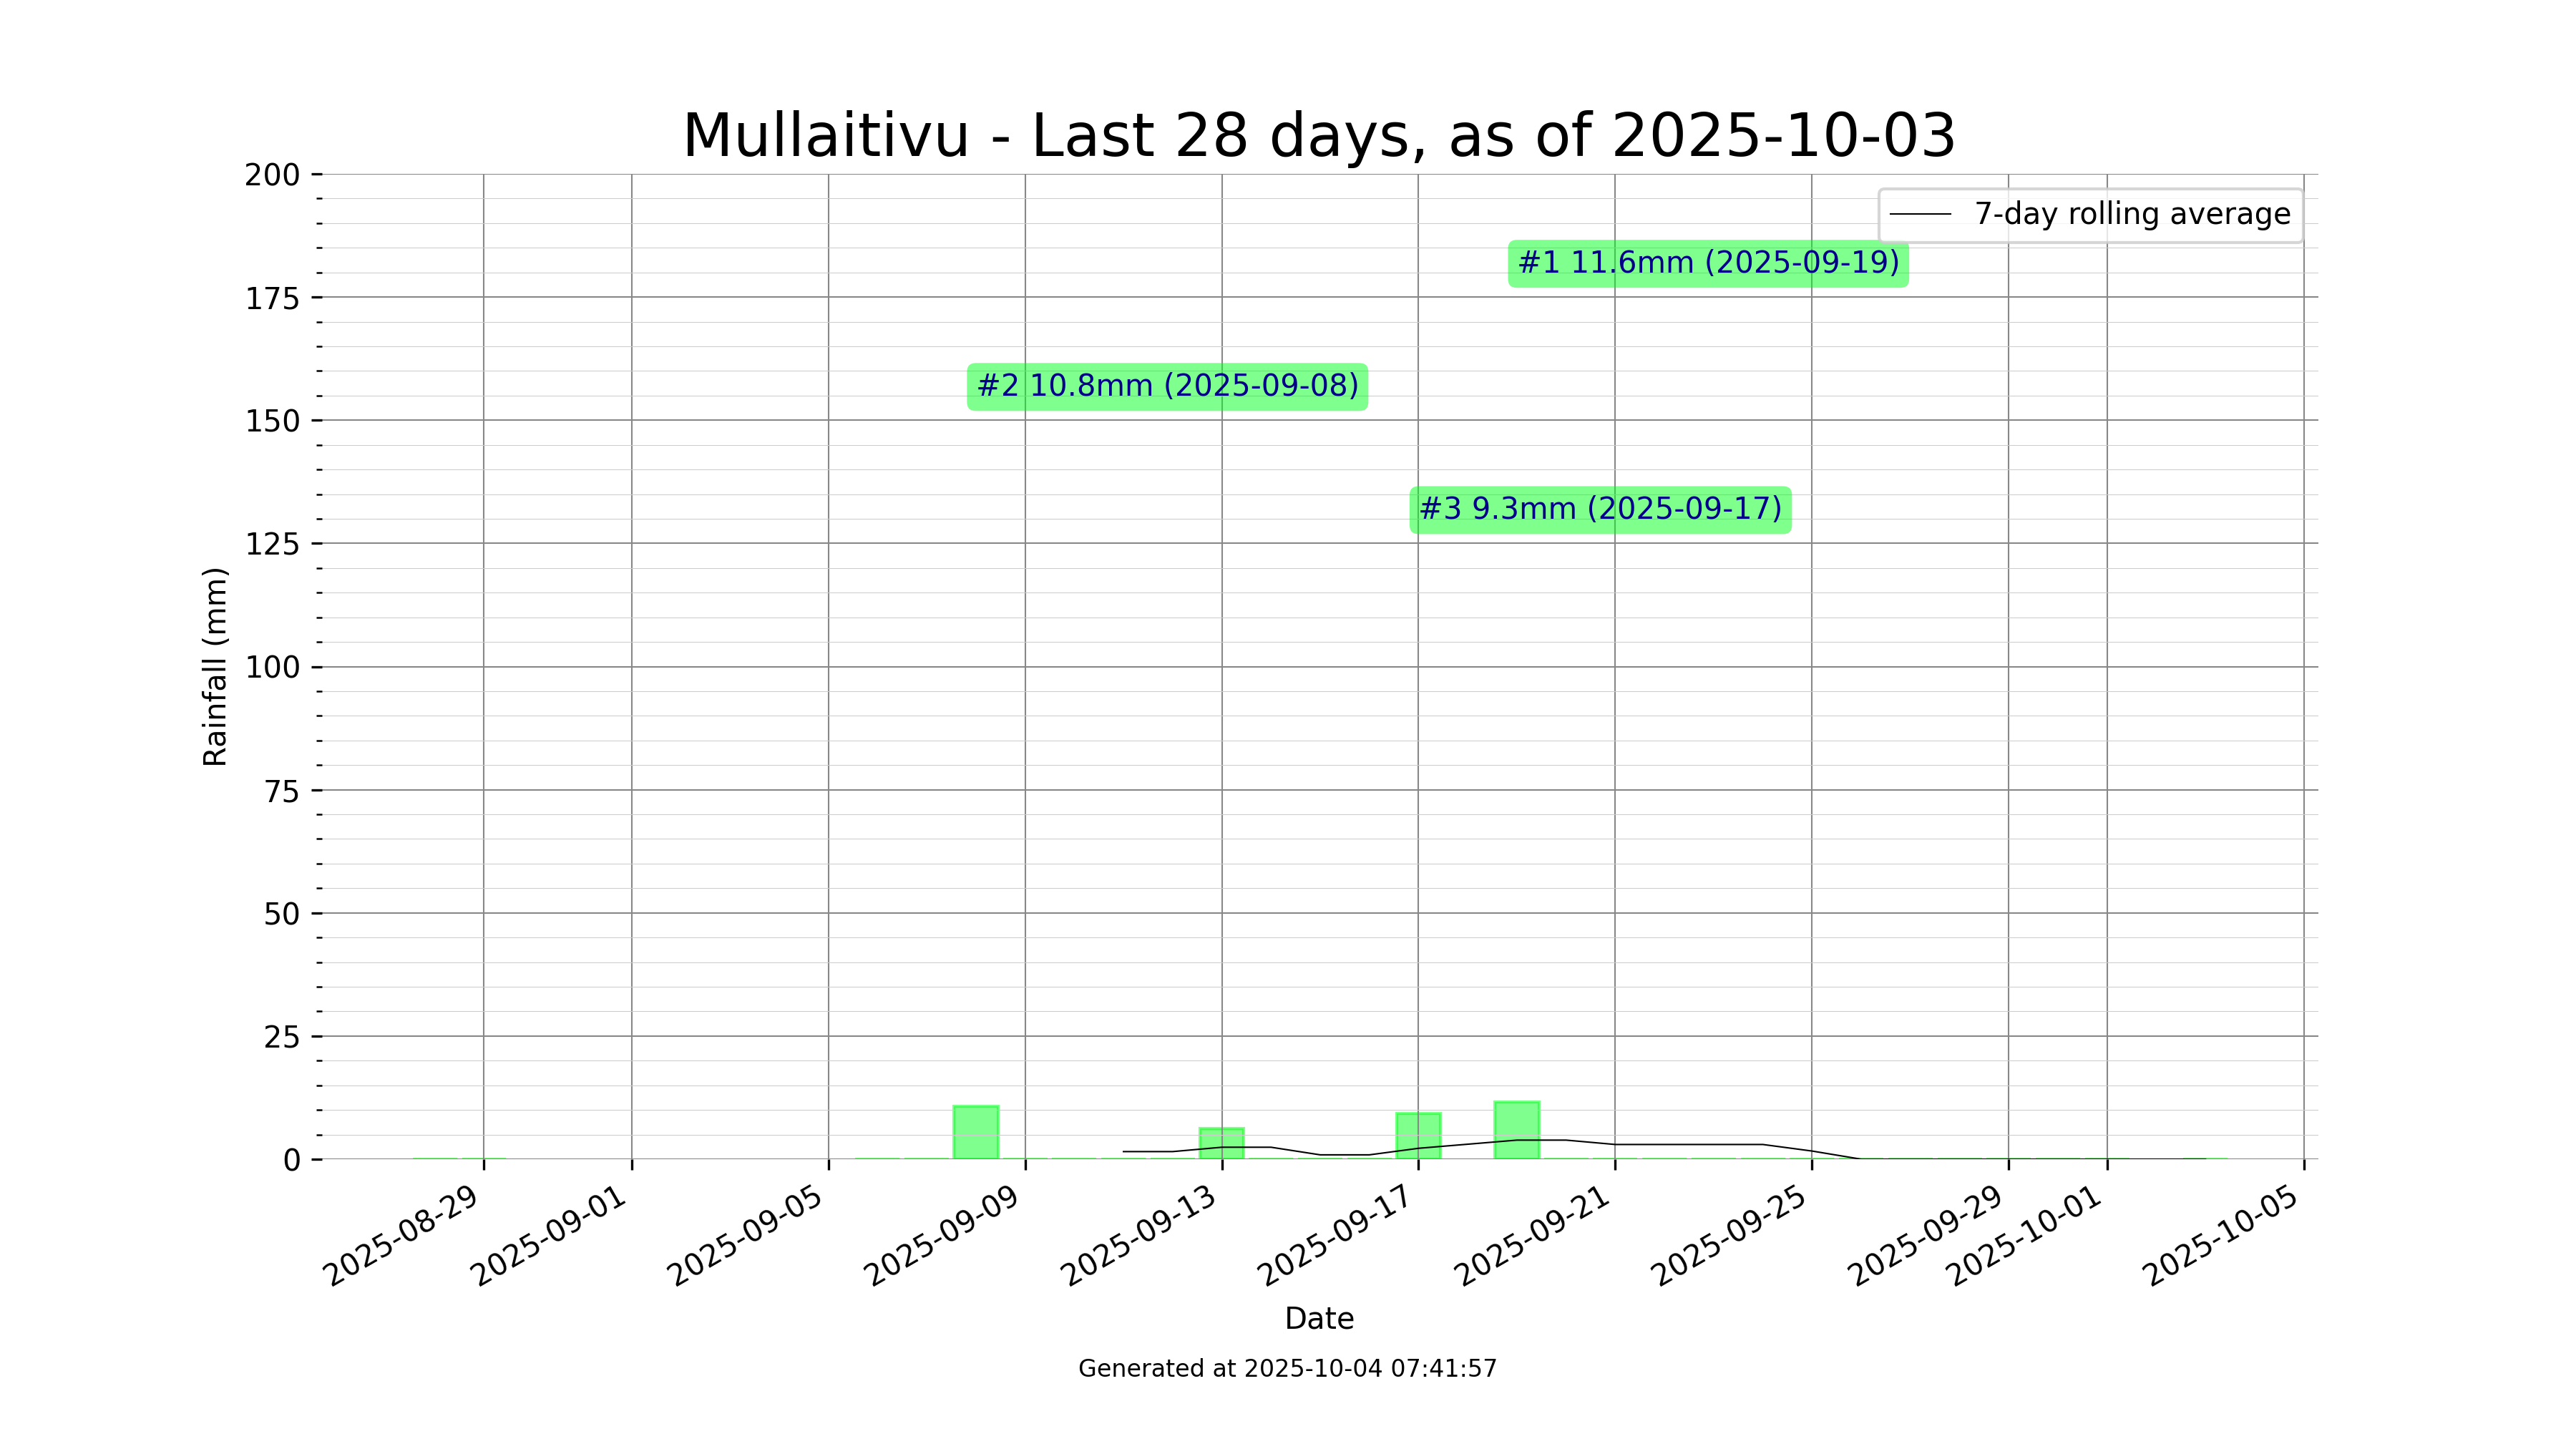 Mullaitivu - Last 28 days, as of 2025-10-03
7-day rolling average
#1 11.6mm (2025-09-19)
#2 10.8mm (2025-09-08)
#3 9.3mm (2025-09-17)
Rainfall (mm)
200
175
150
125
100
75
50
25
0
2025-08-29
2025-09-01
2025-09-05
2025-09-09
2025-09-13
2025-09-17
2025-09-21
2025-09-25
2025-09-29
2025-10-01
2025-10-05
Date
Generated at 2025-10-04 07:41:57